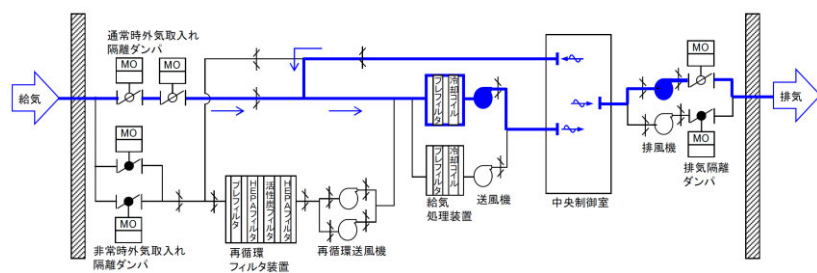 通常時外気取入れ
隔離ダンパ
MO
MO
給気
プレフィルタ
冷却コイル
MO
排気
MO
プレフィルタ
冷却コイル
排風機
MO
排気隔離
ダンパ
給気
処理装置
送風機
中央制御室
プレフィルタ
HEPAフィルタ
活性炭フィルタ
HEPAフィルタ
MO
非常時外気取入れ
隔離ダンパ
再循環
フィルタ装置
再循環送風機